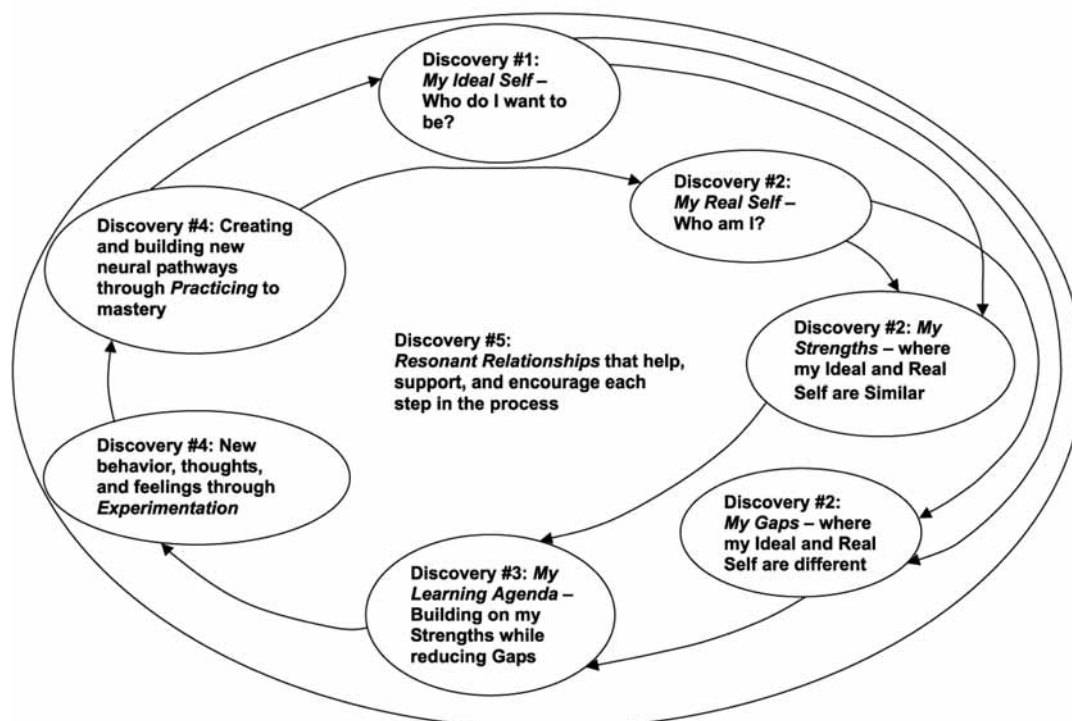 Discovery #1:
My Ideal Self –
Who do I want to
be?
Discovery #2:
My Real Self –
Who am I?
Discovery #4: Creating
and building new
neural pathways
through Practicing to
mastery
Discovery #2: My
Strengths – where
my Ideal and Real
Self are Similar
Discovery #5:
Resonant Relationships that help,
support, and encourage each
step in the process
Discovery #4: New
behavior, thoughts,
and feelings through
Experimentation
Discovery #2:
My Gaps – where
my Ideal and Real
Self are different
Discovery #3: My
Learning Agenda –
Building on my
Strengths while
reducing Gaps